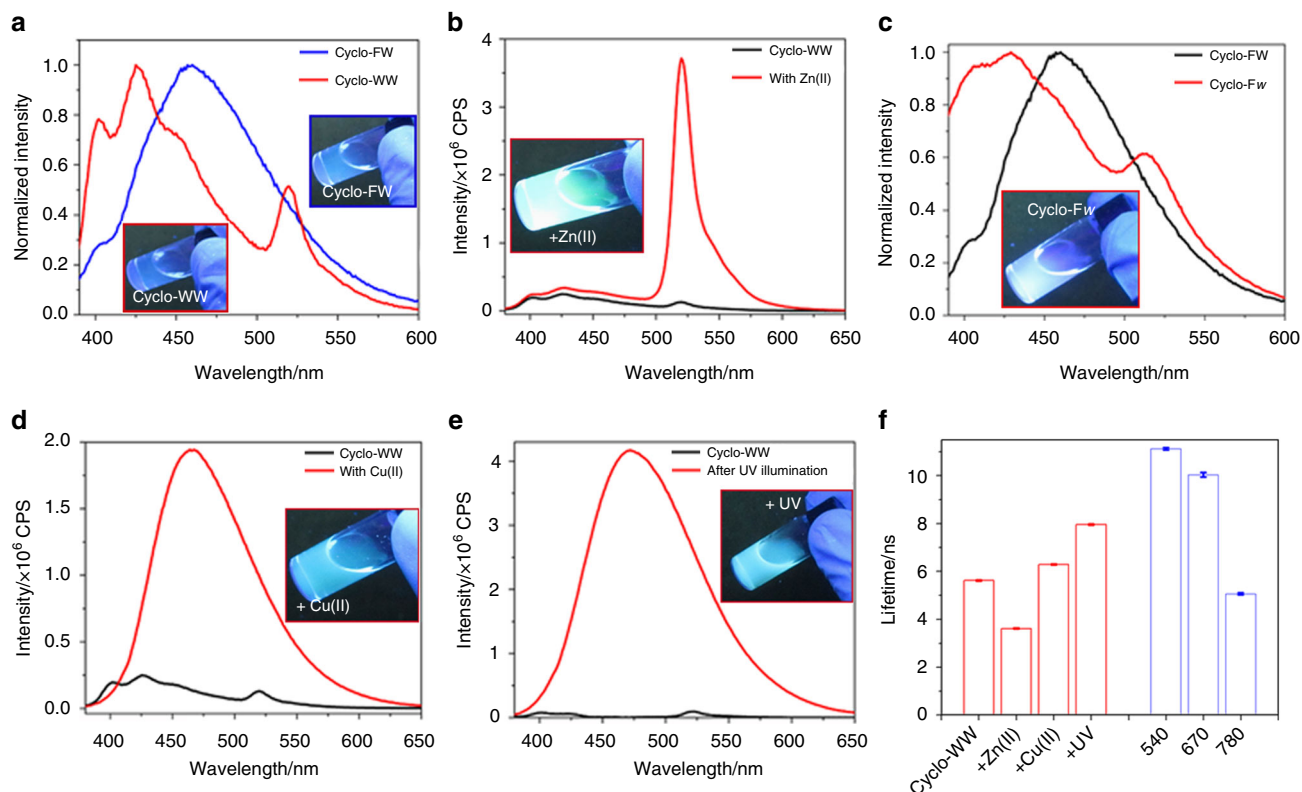 a
Cyclo-FW
Cyclo-WW
1.0
0.8
0.6
0.4
0.2
0.0
Normalized intensity
Cyclo-FW
Cyclo-WW
400
450
500
550
600
Wavelength/nm
b
Cyclo-WW
With Zn(II)
4
3
2
1
0
Intensity/×10⁶ CPS
+Zn(II)
400
450
500
550
600
650
Wavelength/nm
c
Cyclo-FW
Cyclo-Fw
1.0
0.8
0.6
0.4
0.2
0.0
Normalized intensity
Cyclo-Fw
400
450
500
550
600
Wavelength/nm
d
Cyclo-WW
With Cu(II)
2.0
1.5
1.0
0.5
0.0
Intensity/×10⁶ CPS
+ Cu(II)
400
450
500
550
600
650
Wavelength/nm
e
Cyclo-WW
After UV illumination
4
3
2
1
0
Intensity/×10⁶ CPS
+ UV
400
450
500
550
600
650
Wavelength/nm
f
10
8
6
4
2
0
Lifetime/ns
Cyclo-WW
+Zn(II)
+Cu(II)
+UV
540
670
780